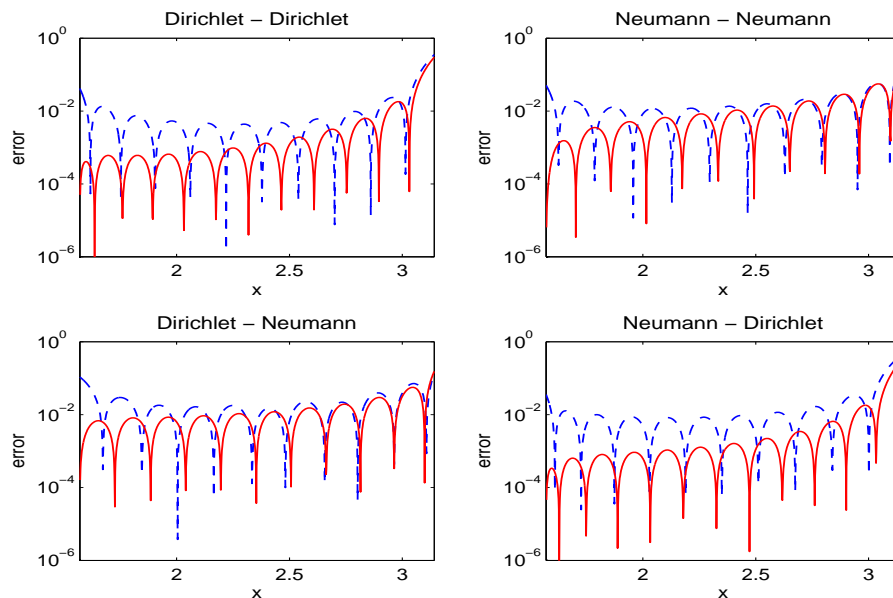 Dirichlet – Dirichlet
10^0
10^-2
10^-4
10^-6
error
2
2.5
3
x
Neumann – Neumann
10^0
10^-2
10^-4
10^-6
error
2
2.5
3
x
Dirichlet – Neumann
10^0
10^-2
10^-4
10^-6
error
2
2.5
3
x
Neumann – Dirichlet
10^0
10^-2
10^-4
10^-6
error
2
2.5
3
x